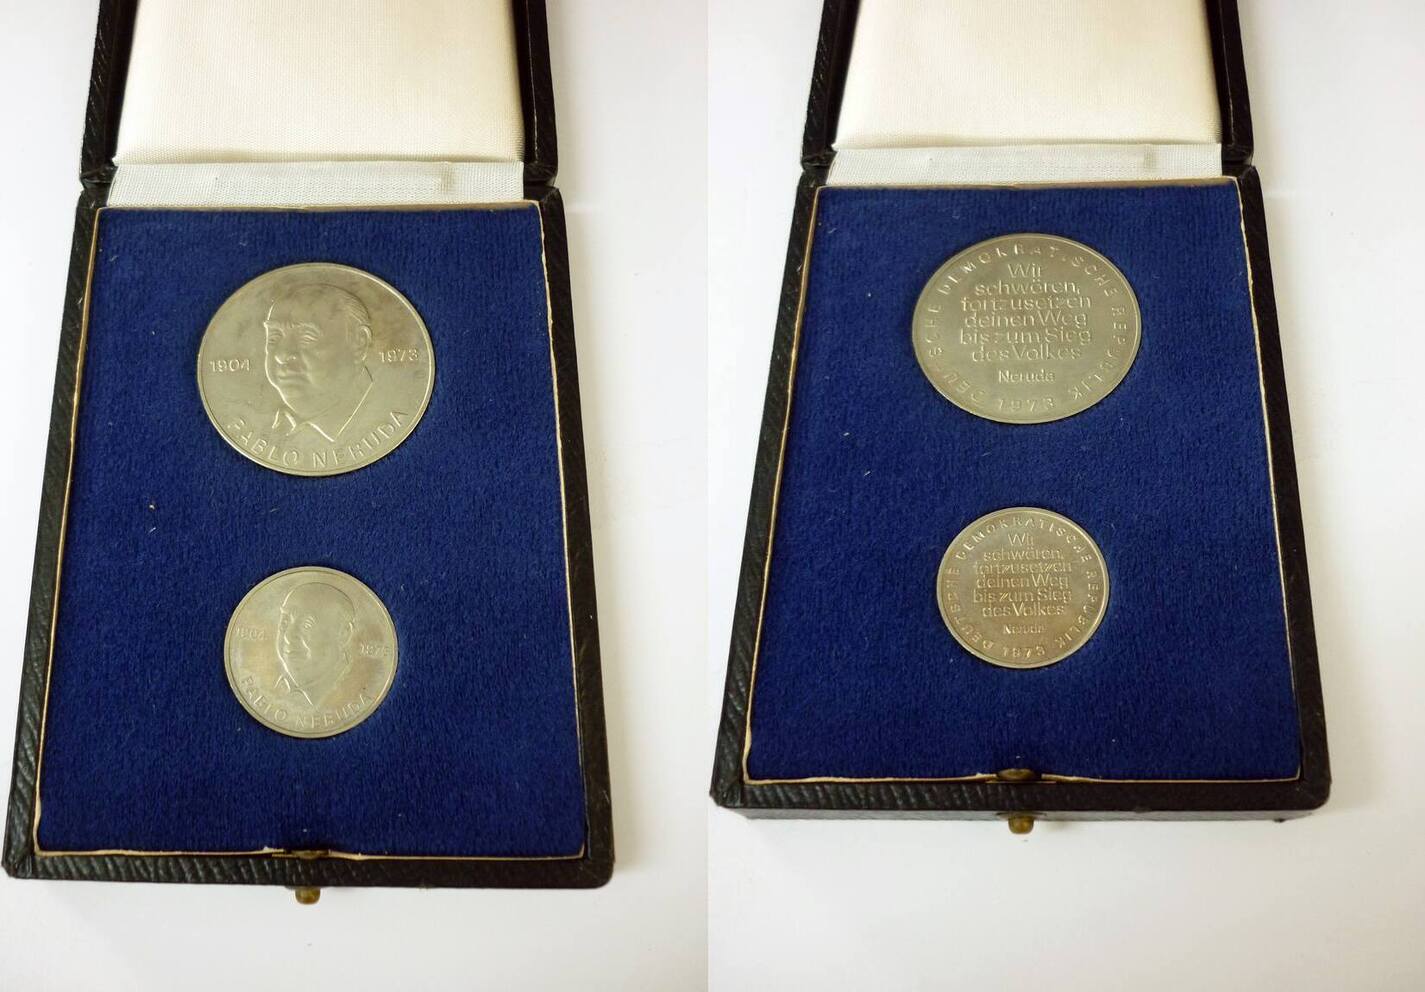 1904 1973
PABLO NERUDA
1904 1973
PABLO NERUDA
DEUTSCHE DEMOKRATISCHE REPUBLIK
Wir
schwören,
fortzusetzen
deinen Weg
bis zum Sieg
des Volkes
Neruda
1973
DEUTSCHE DEMOKRATISCHE REPUBLIK
Wir
schwören,
fortzusetzen
deinen Weg
bis zum Sieg
des Volkes
Neruda
1973